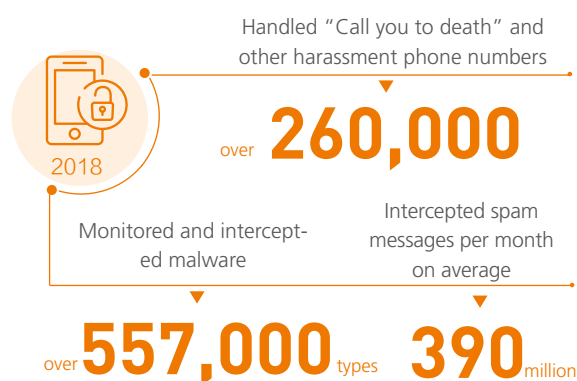 Handled “Call you to death” and
other harassment phone numbers
over 260,000
2018
Monitored and intercept-
ed malware
over 557,000 types
Intercepted spam
messages per month
on average
390 million